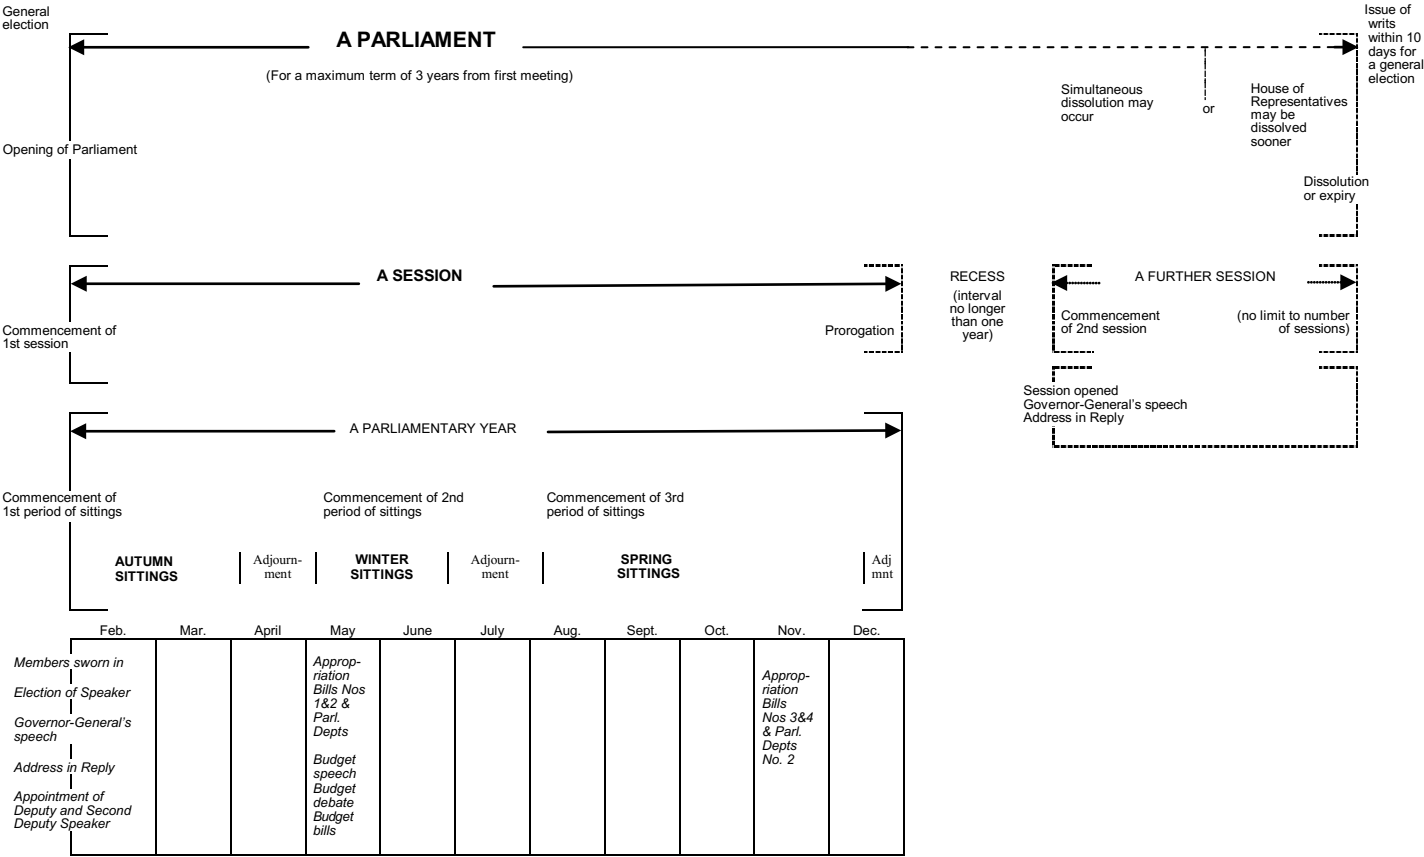 General
election
A PARLIAMENT
(For a maximum term of 3 years from first meeting)
Issue of
writs
within 10
days for
a general
election
Simultaneous
dissolution may
occur
or
House of
Representatives
may be
dissolved
sooner
Opening of Parliament
Dissolution
or expiry
A SESSION
RECESS
(interval
no longer
than one
year)
A FURTHER SESSION
Commencement of
1st session
Prorogation
Commencement
of 2nd session
(no limit to number
of sessions)
Session opened
Governor-General's speech
Address in Reply
A PARLIAMENTARY YEAR
Commencement of
1st period of sittings
Commencement of 2nd
period of sittings
Commencement of 3rd
period of sittings
AUTUMN
SITTINGS
Adjourn-
ment
WINTER
SITTINGS
Adjourn-
ment
SPRING
SITTINGS
Adj
mnt
Feb. Mar. April May June July Aug. Sept. Oct. Nov. Dec.
Members sworn in
Election of Speaker
Governor-General's
speech
Address in Reply
Appointment of
Deputy and Second
Deputy Speaker
Approp-
riation
Bills Nos
1&2 &
Parl.
Depts
Budget
speech
Budget
debate
Budget
bills
Approp-
riation
Bills
Nos 3&4
& Parl.
Depts
No. 2